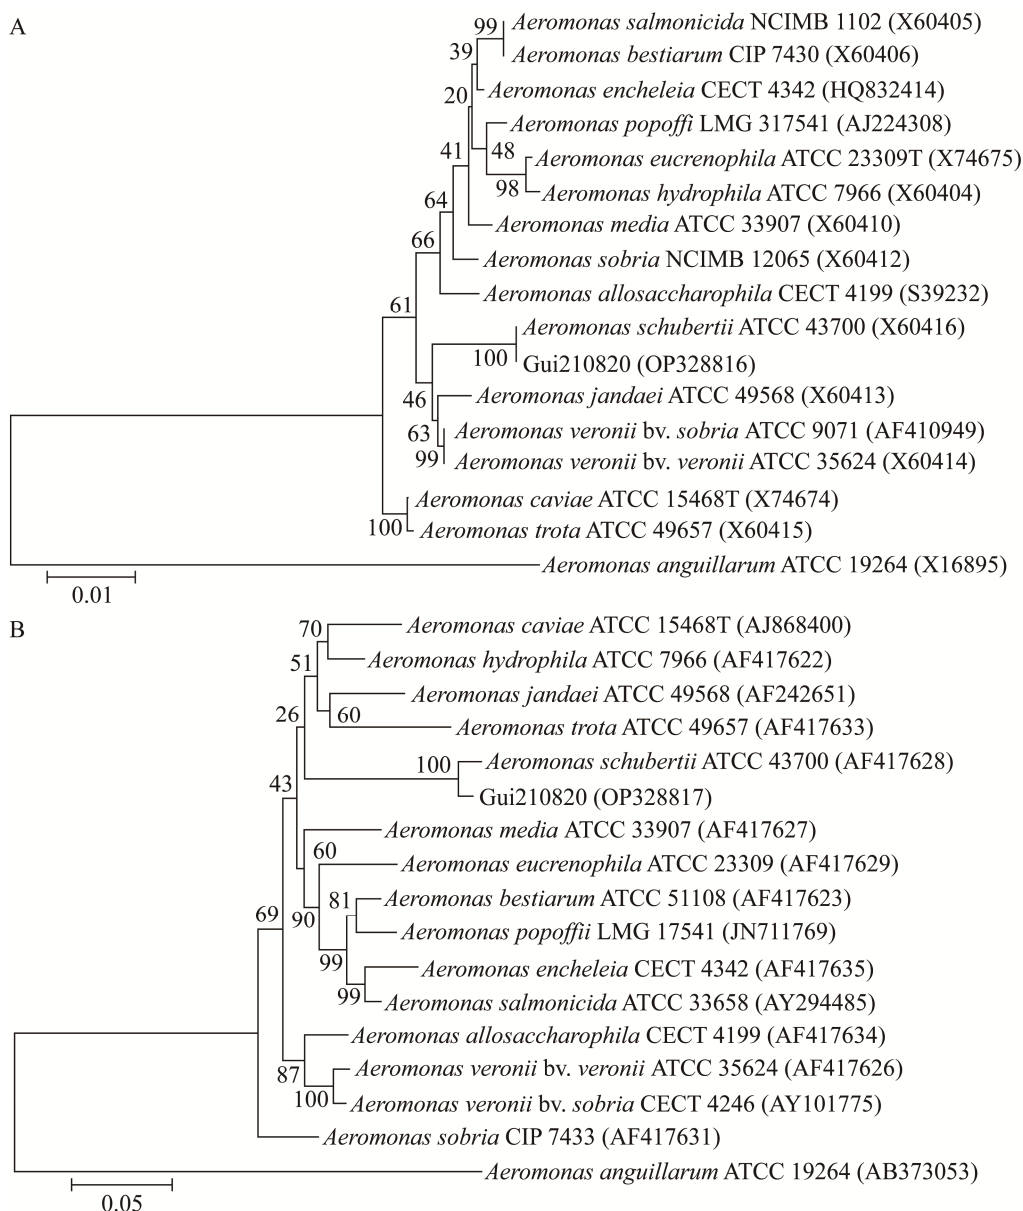 A
99
Aeromonas salmonicida NCIMB 1102 (X60405)
Aeromonas bestiarum CIP 7430 (X60406)
39
Aeromonas encheleia CECT 4342 (HQ832414)
20
Aeromonas popoffi LMG 317541 (AJ224308)
41
48
Aeromonas eucrenophila ATCC 23309T (X74675)
98
Aeromonas hydrophila ATCC 7966 (X60404)
64
Aeromonas media ATCC 33907 (X60410)
66
Aeromonas sobria NCIMB 12065 (X60412)
Aeromonas allosaccharophila CECT 4199 (S39232)
61
Aeromonas schubertii ATCC 43700 (X60416)
100
Gui210820 (OP328816)
46
Aeromonas jandaei ATCC 49568 (X60413)
63
Aeromonas veronii bv. sobria ATCC 9071 (AF410949)
99
Aeromonas veronii bv. veronii ATCC 35624 (X60414)
Aeromonas caviae ATCC 15468T (X74674)
100
Aeromonas trota ATCC 49657 (X60415)
Aeromonas anguillarum ATCC 19264 (X16895)
0.01
B
70
Aeromonas caviae ATCC 15468T (AJ868400)
51
Aeromonas hydrophila ATCC 7966 (AF417622)
Aeromonas jandaei ATCC 49568 (AF242651)
26
60
Aeromonas trota ATCC 49657 (AF417633)
100
Aeromonas schubertii ATCC 43700 (AF417628)
43
Gui210820 (OP328817)
Aeromonas media ATCC 33907 (AF417627)
60
Aeromonas eucrenophila ATCC 23309 (AF417629)
81
Aeromonas bestiarum ATCC 51108 (AF417623)
69
90
Aeromonas popoffii LMG 17541 (JN711769)
99
Aeromonas encheleia CECT 4342 (AF417635)
99
Aeromonas salmonicida ATCC 33658 (AY294485)
Aeromonas allosaccharophila CECT 4199 (AF417634)
87
Aeromonas veronii bv. veronii ATCC 35624 (AF417626)
100
Aeromonas veronii bv. sobria CECT 4246 (AY101775)
Aeromonas sobria CIP 7433 (AF417631)
Aeromonas anguillarum ATCC 19264 (AB373053)
0.05